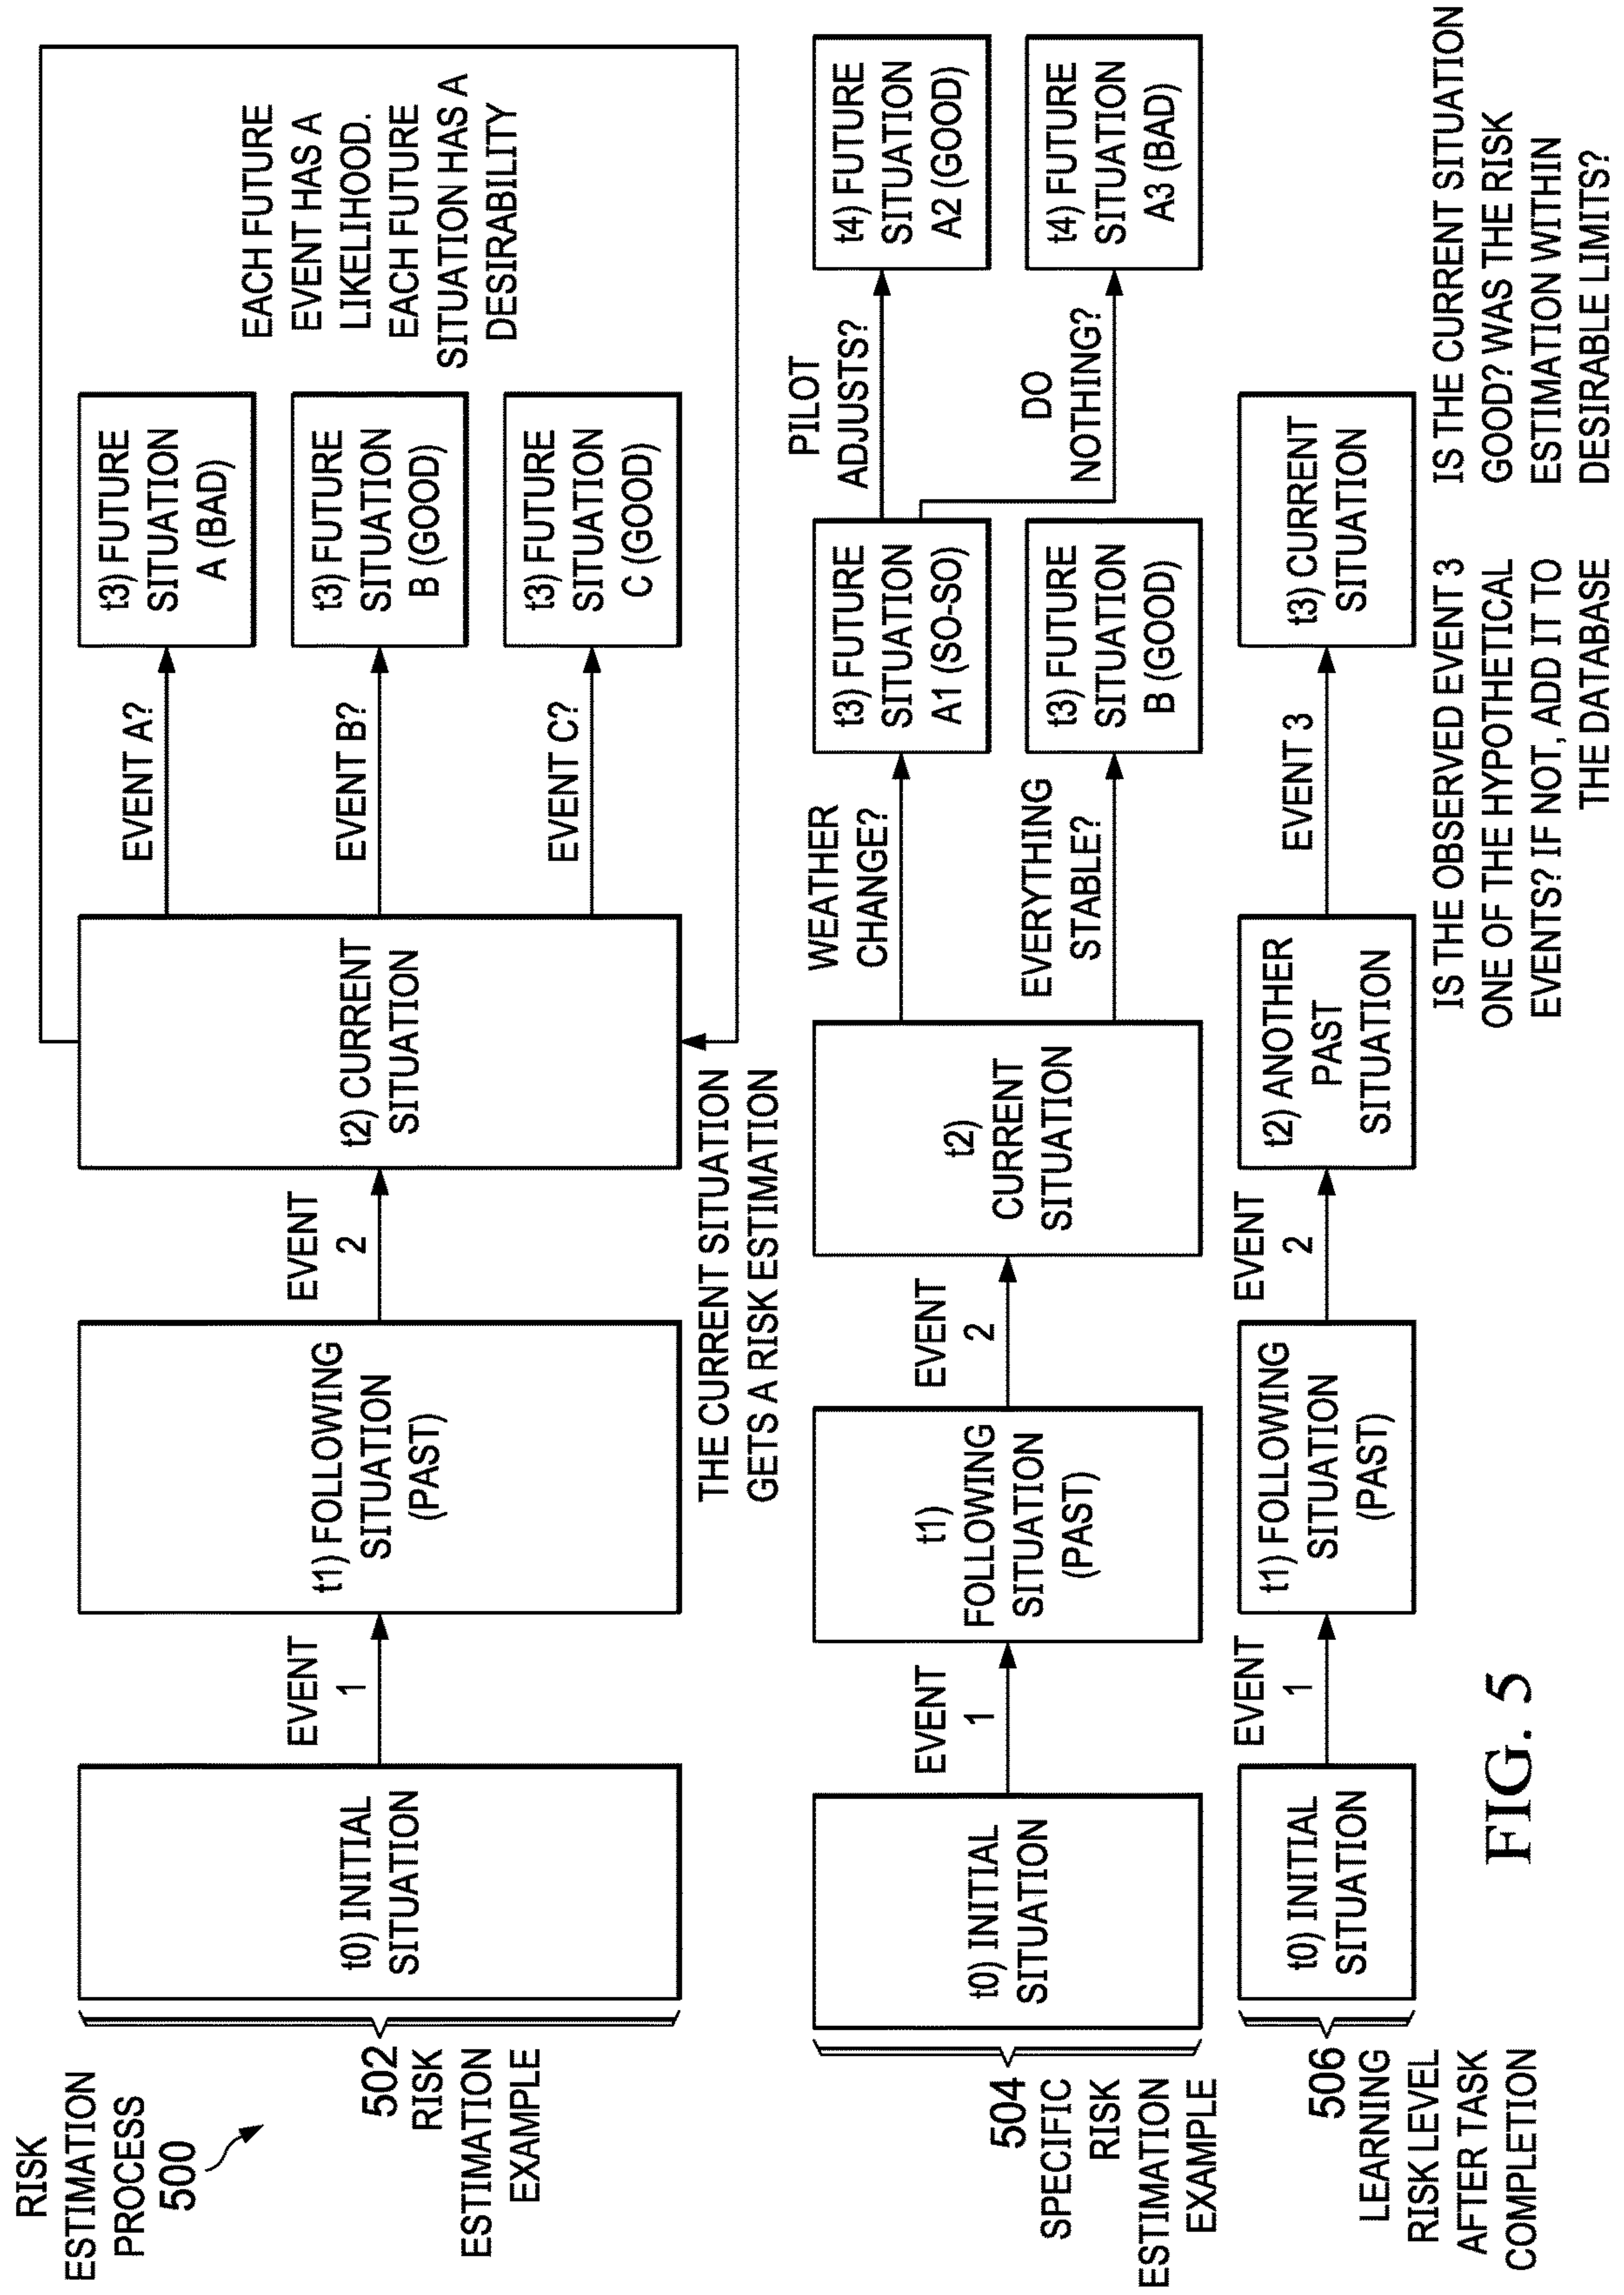 RISK
ESTIMATION
PROCESS
500
502
RISK
ESTIMATION
EXAMPLE
t0) INITIAL
SITUATION
EVENT
1
t1) FOLLOWING
SITUATION
(PAST)
EVENT
2
t2) CURRENT
SITUATION
EVENT A?
t3) FUTURE
SITUATION
A (BAD)
EVENT B?
t3) FUTURE
SITUATION
B (GOOD)
EVENT C?
t3) FUTURE
SITUATION
C (GOOD)
EACH FUTURE
EVENT HAS A
LIKELIHOOD.
EACH FUTURE
SITUATION HAS A
DESIRABILITY
THE CURRENT SITUATION
GETS A RISK ESTIMATION
504
SPECIFIC
RISK
ESTIMATION
EXAMPLE
t0) INITIAL
SITUATION
EVENT
1
t1)
FOLLOWING
SITUATION
(PAST)
EVENT
2
t2)
CURRENT
SITUATION
WEATHER
CHANGE?
t3) FUTURE
SITUATION
A1 (SO-SO)
EVERYTHING
STABLE?
t3) FUTURE
SITUATION
B (GOOD)
PILOT
ADJUSTS?
t4) FUTURE
SITUATION
A2 (GOOD)
DO
NOTHING?
t4) FUTURE
SITUATION
A3 (BAD)
506
LEARNING
RISK LEVEL
AFTER TASK
COMPLETION
t0) INITIAL
SITUATION
EVENT
1
t1) FOLLOWING
SITUATION
(PAST)
EVENT
2
t2) ANOTHER
PAST
SITUATION
EVENT 3
t3) CURRENT
SITUATION
IS THE OBSERVED EVENT 3
ONE OF THE HYPOTHETICAL
EVENTS? IF NOT, ADD IT TO
THE DATABASE
IS THE CURRENT SITUATION
GOOD? WAS THE RISK
ESTIMATION WITHIN
DESIRABLE LIMITS?
FIG. 5